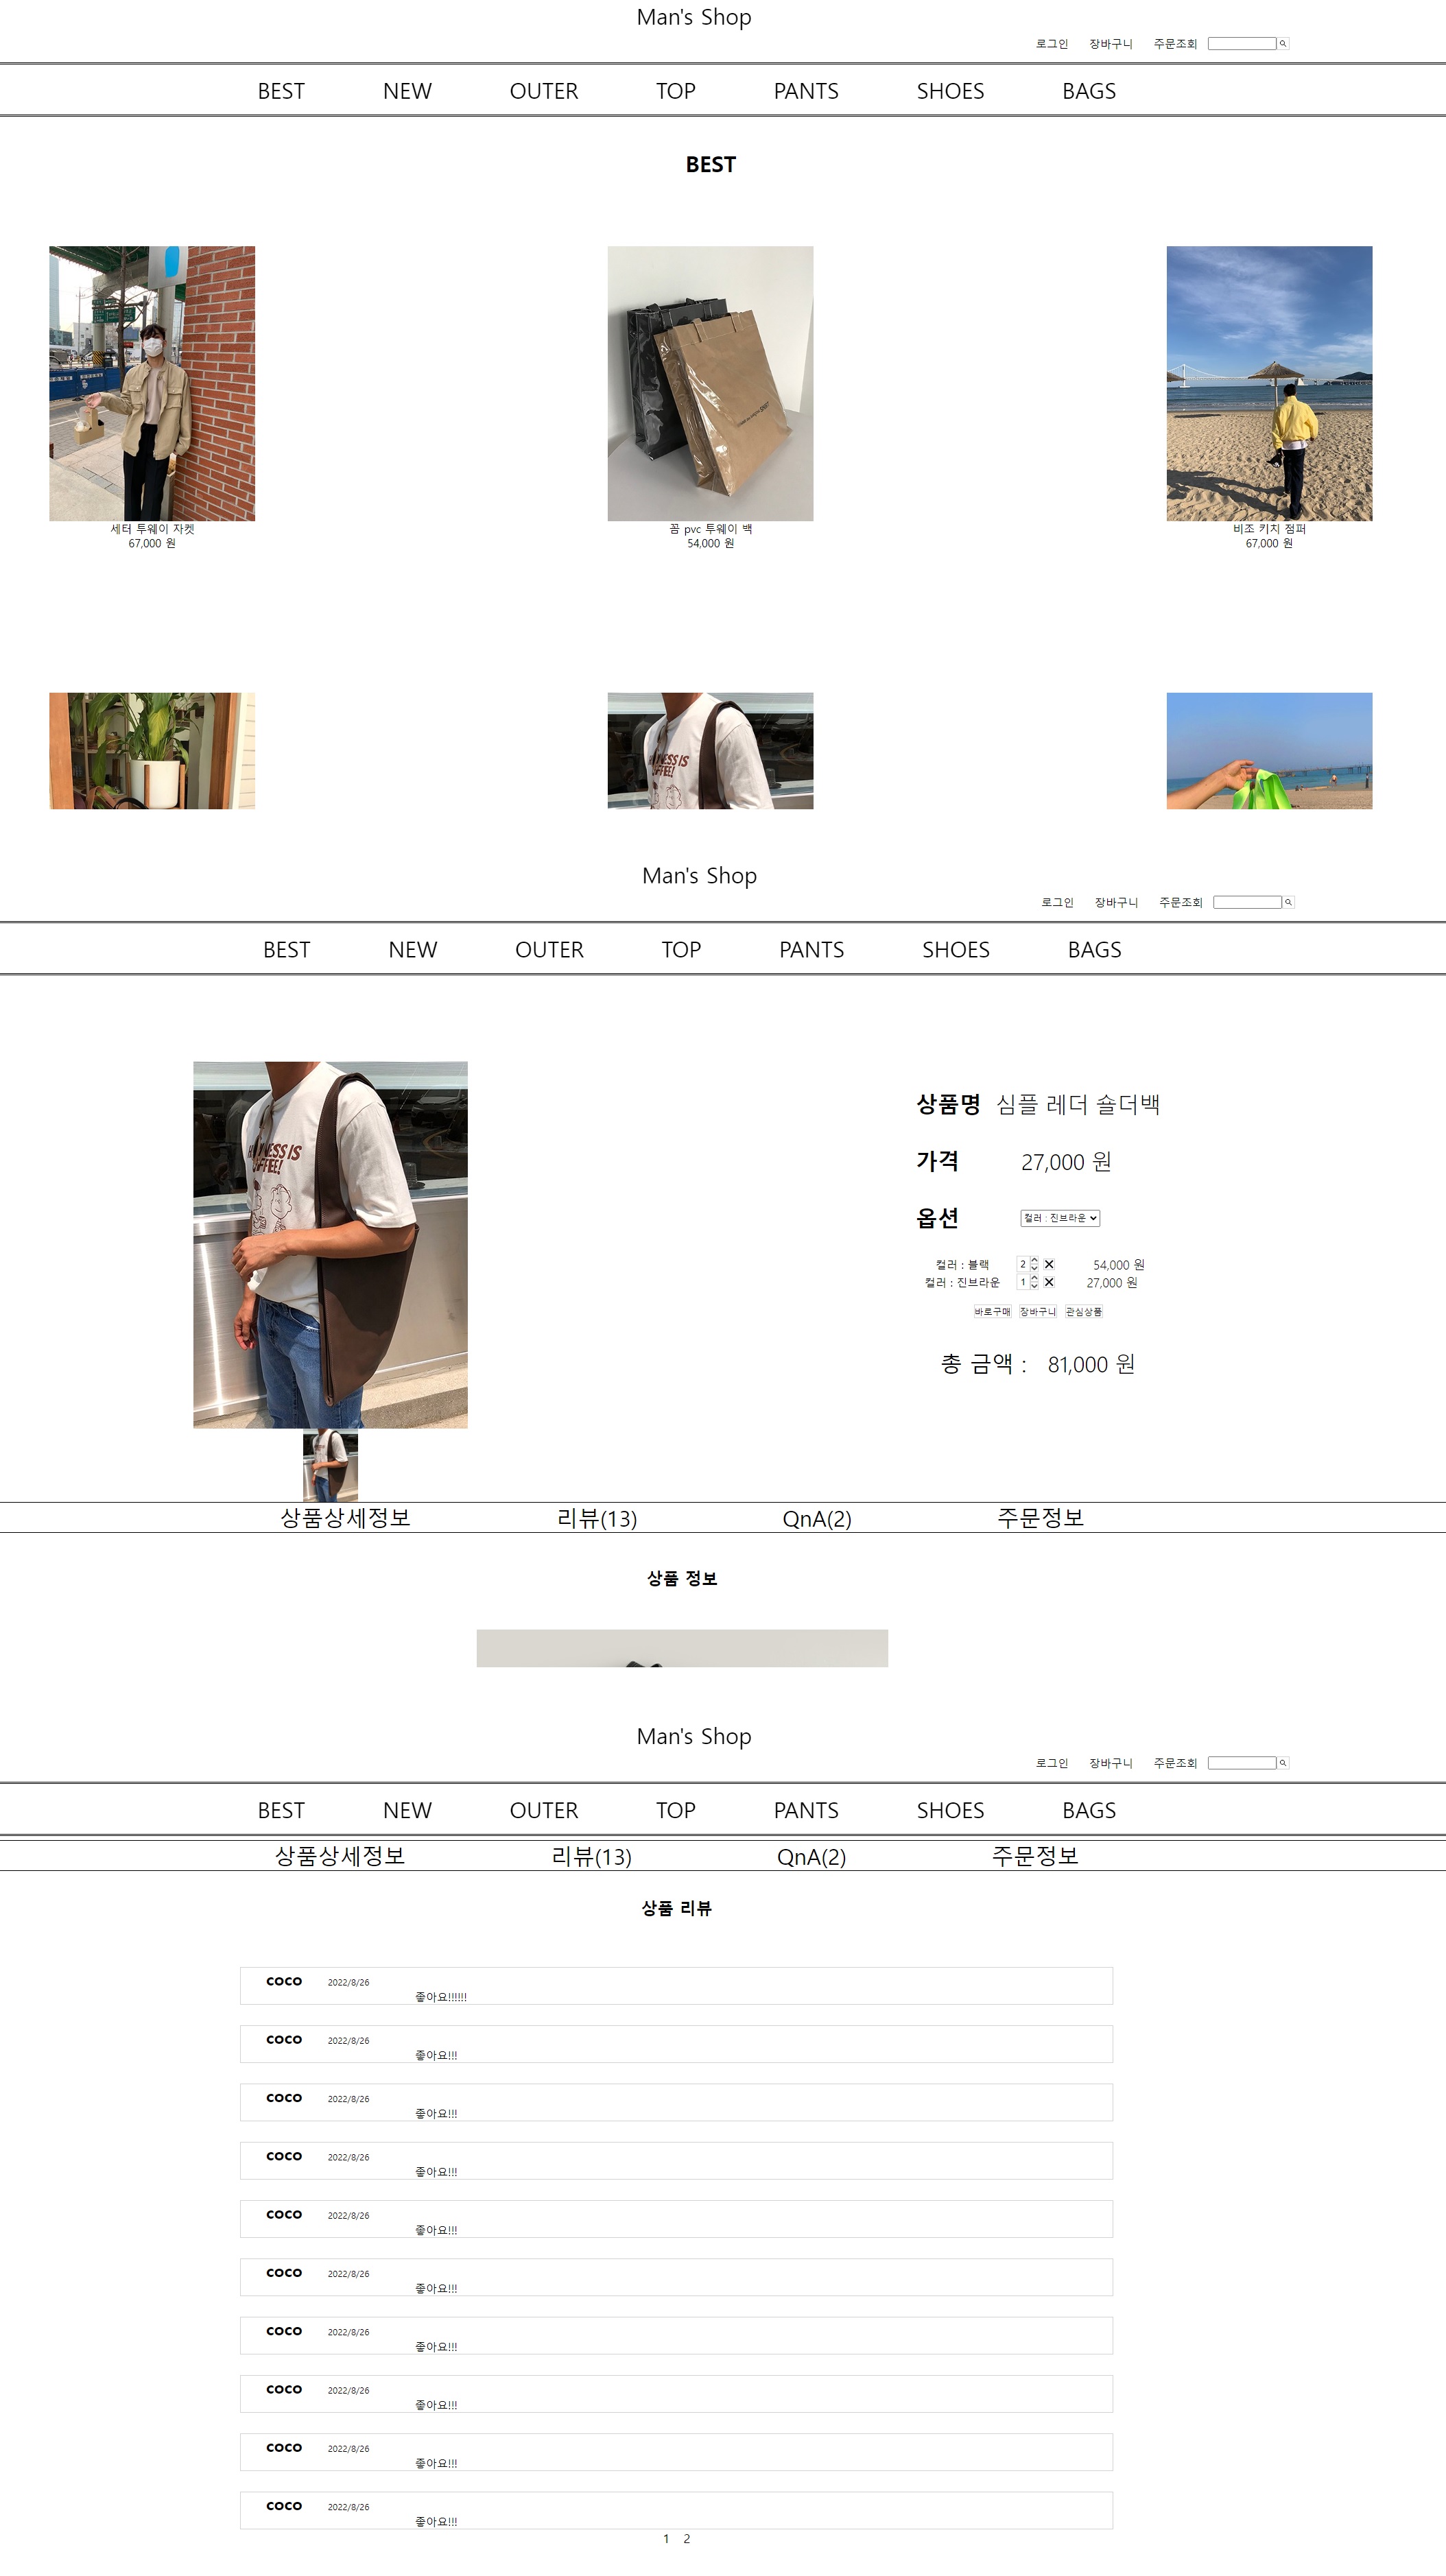 Man's Shop
로그인 장바구니 주문조회
BEST NEW OUTER TOP PANTS SHOES BAGS
BEST
세터 투웨이 자켓
67,000 원
꼼 pvc 투웨이 백
54,000 원
비조 키치 점퍼
67,000 원
Man's Shop
로그인 장바구니 주문조회
BEST NEW OUTER TOP PANTS SHOES BAGS
상품명 심플 레더 숄더백
가격 27,000 원
옵션 컬러 : 진브라운
컬러 : 블랙 2 54,000 원
컬러 : 진브라운 1 27,000 원
바로구매 장바구니 관심상품
총 금액 : 81,000 원
상품상세정보 리뷰(13) QnA(2) 주문정보
상품 정보
Man's Shop
로그인 장바구니 주문조회
BEST NEW OUTER TOP PANTS SHOES BAGS
상품상세정보 리뷰(13) QnA(2) 주문정보
상품 리뷰
coco 2022/8/26
좋아요!!!!!!
coco 2022/8/26
좋아요!!!
coco 2022/8/26
좋아요!!!
coco 2022/8/26
좋아요!!!
coco 2022/8/26
좋아요!!!
coco 2022/8/26
좋아요!!!
coco 2022/8/26
좋아요!!!
coco 2022/8/26
좋아요!!!
coco 2022/8/26
좋아요!!!
coco 2022/8/26
좋아요!!!
1 2